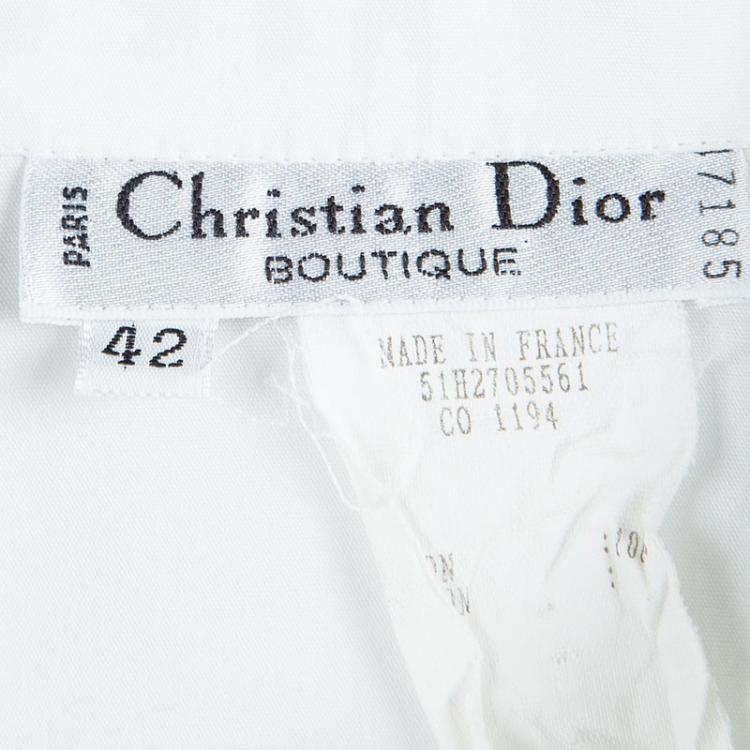 PARIS
Christian Dior
BOUTIQUE
17185
42
MADE IN FRANCE
51H2705561
CO 1194